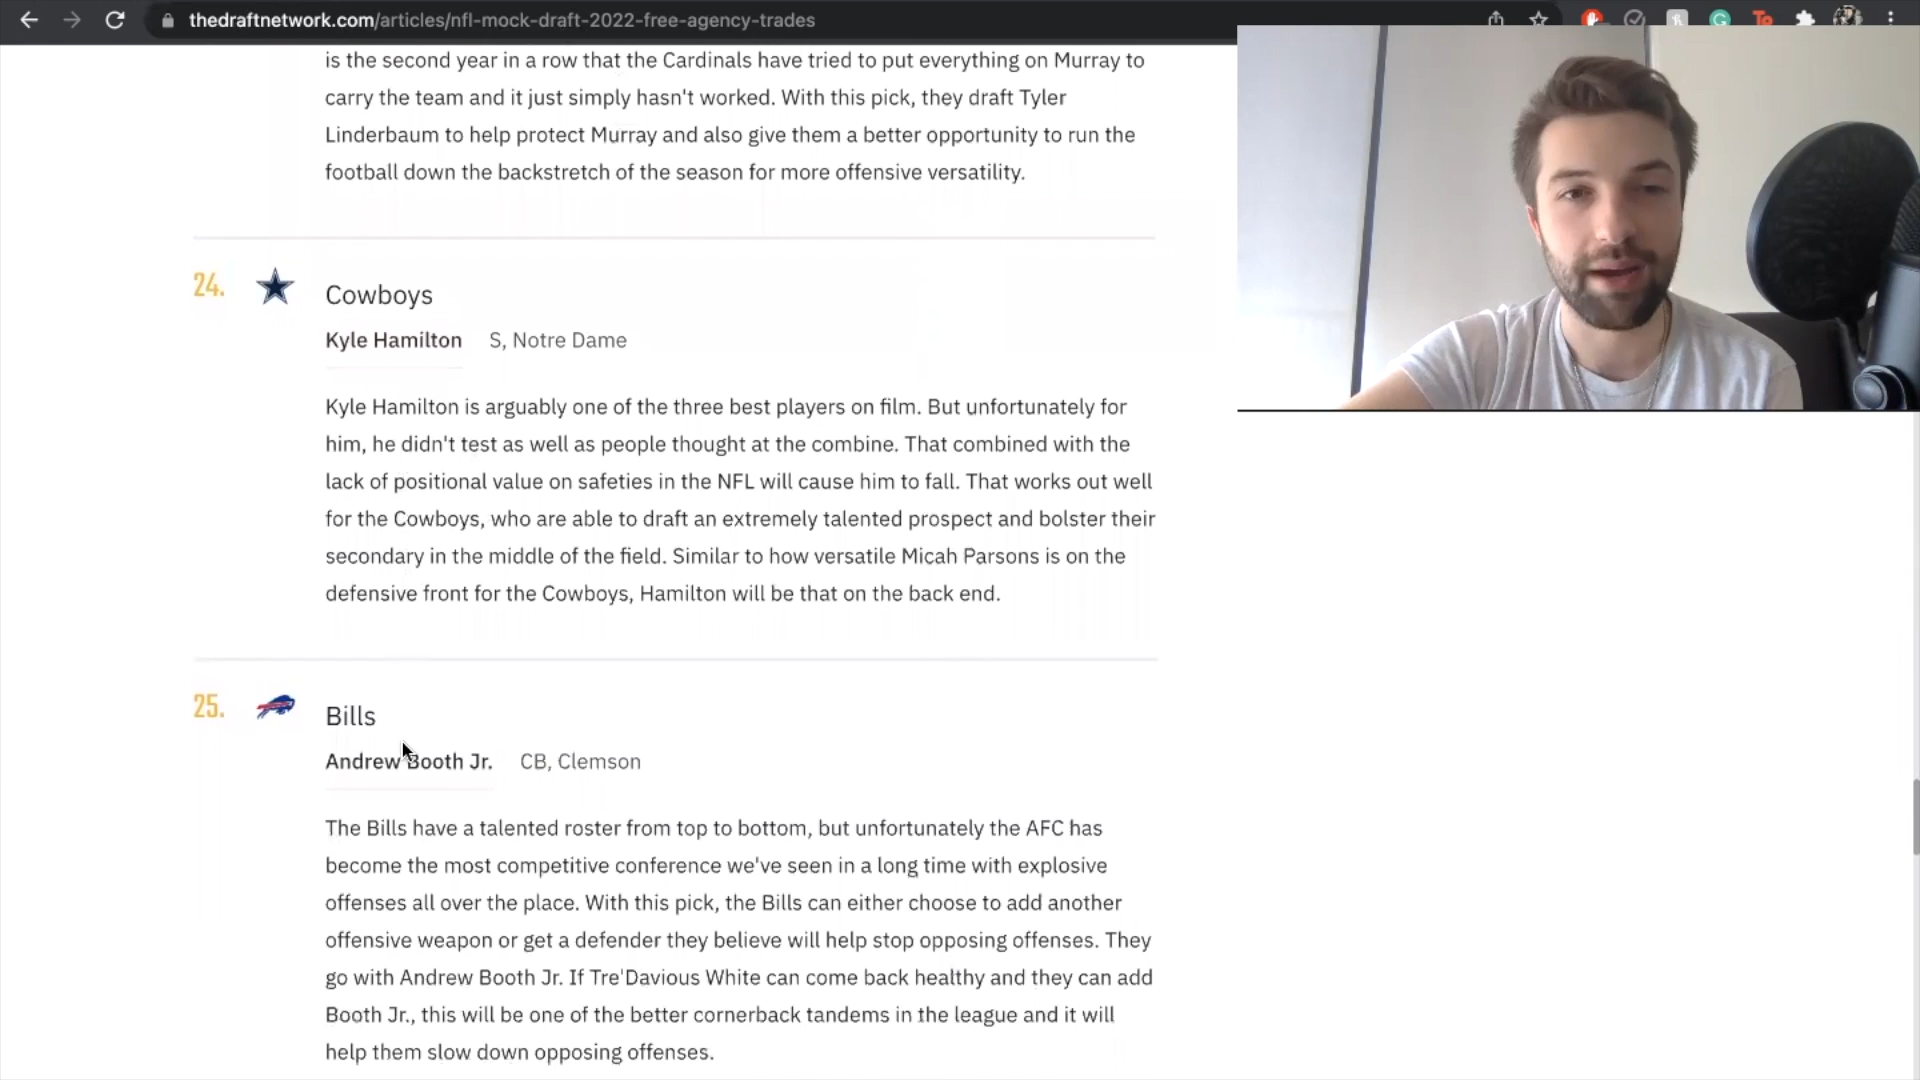 thedraftnetwork.com/articles/nfl-mock-draft-2022-free-agency-trades
is the second year in a row that the Cardinals have tried to put everything on Murray to
carry the team and it just simply hasn't worked. With this pick, they draft Tyler
Linderbaum to help protect Murray and also give them a better opportunity to run the
football down the backstretch of the season for more offensive versatility.
24.
Cowboys
Kyle Hamilton S, Notre Dame
Kyle Hamilton is arguably one of the three best players on film. But unfortunately for
him, he didn't test as well as people thought at the combine. That combined with the
lack of positional value on safeties in the NFL will cause him to fall. That works out well
for the Cowboys, who are able to draft an extremely talented prospect and bolster their
secondary in the middle of the field. Similar to how versatile Micah Parsons is on the
defensive front for the Cowboys, Hamilton will be that on the back end.
25.
Bills
Andrew Booth Jr. CB, Clemson
The Bills have a talented roster from top to bottom, but unfortunately the AFC has
become the most competitive conference we've seen in a long time with explosive
offenses all over the place. With this pick, the Bills can either choose to add another
offensive weapon or get a defender they believe will help stop opposing offenses. They
go with Andrew Booth Jr. If Tre'Davious White can come back healthy and they can add
Booth Jr., this will be one of the better cornerback tandems in the league and it will
help them slow down opposing offenses.